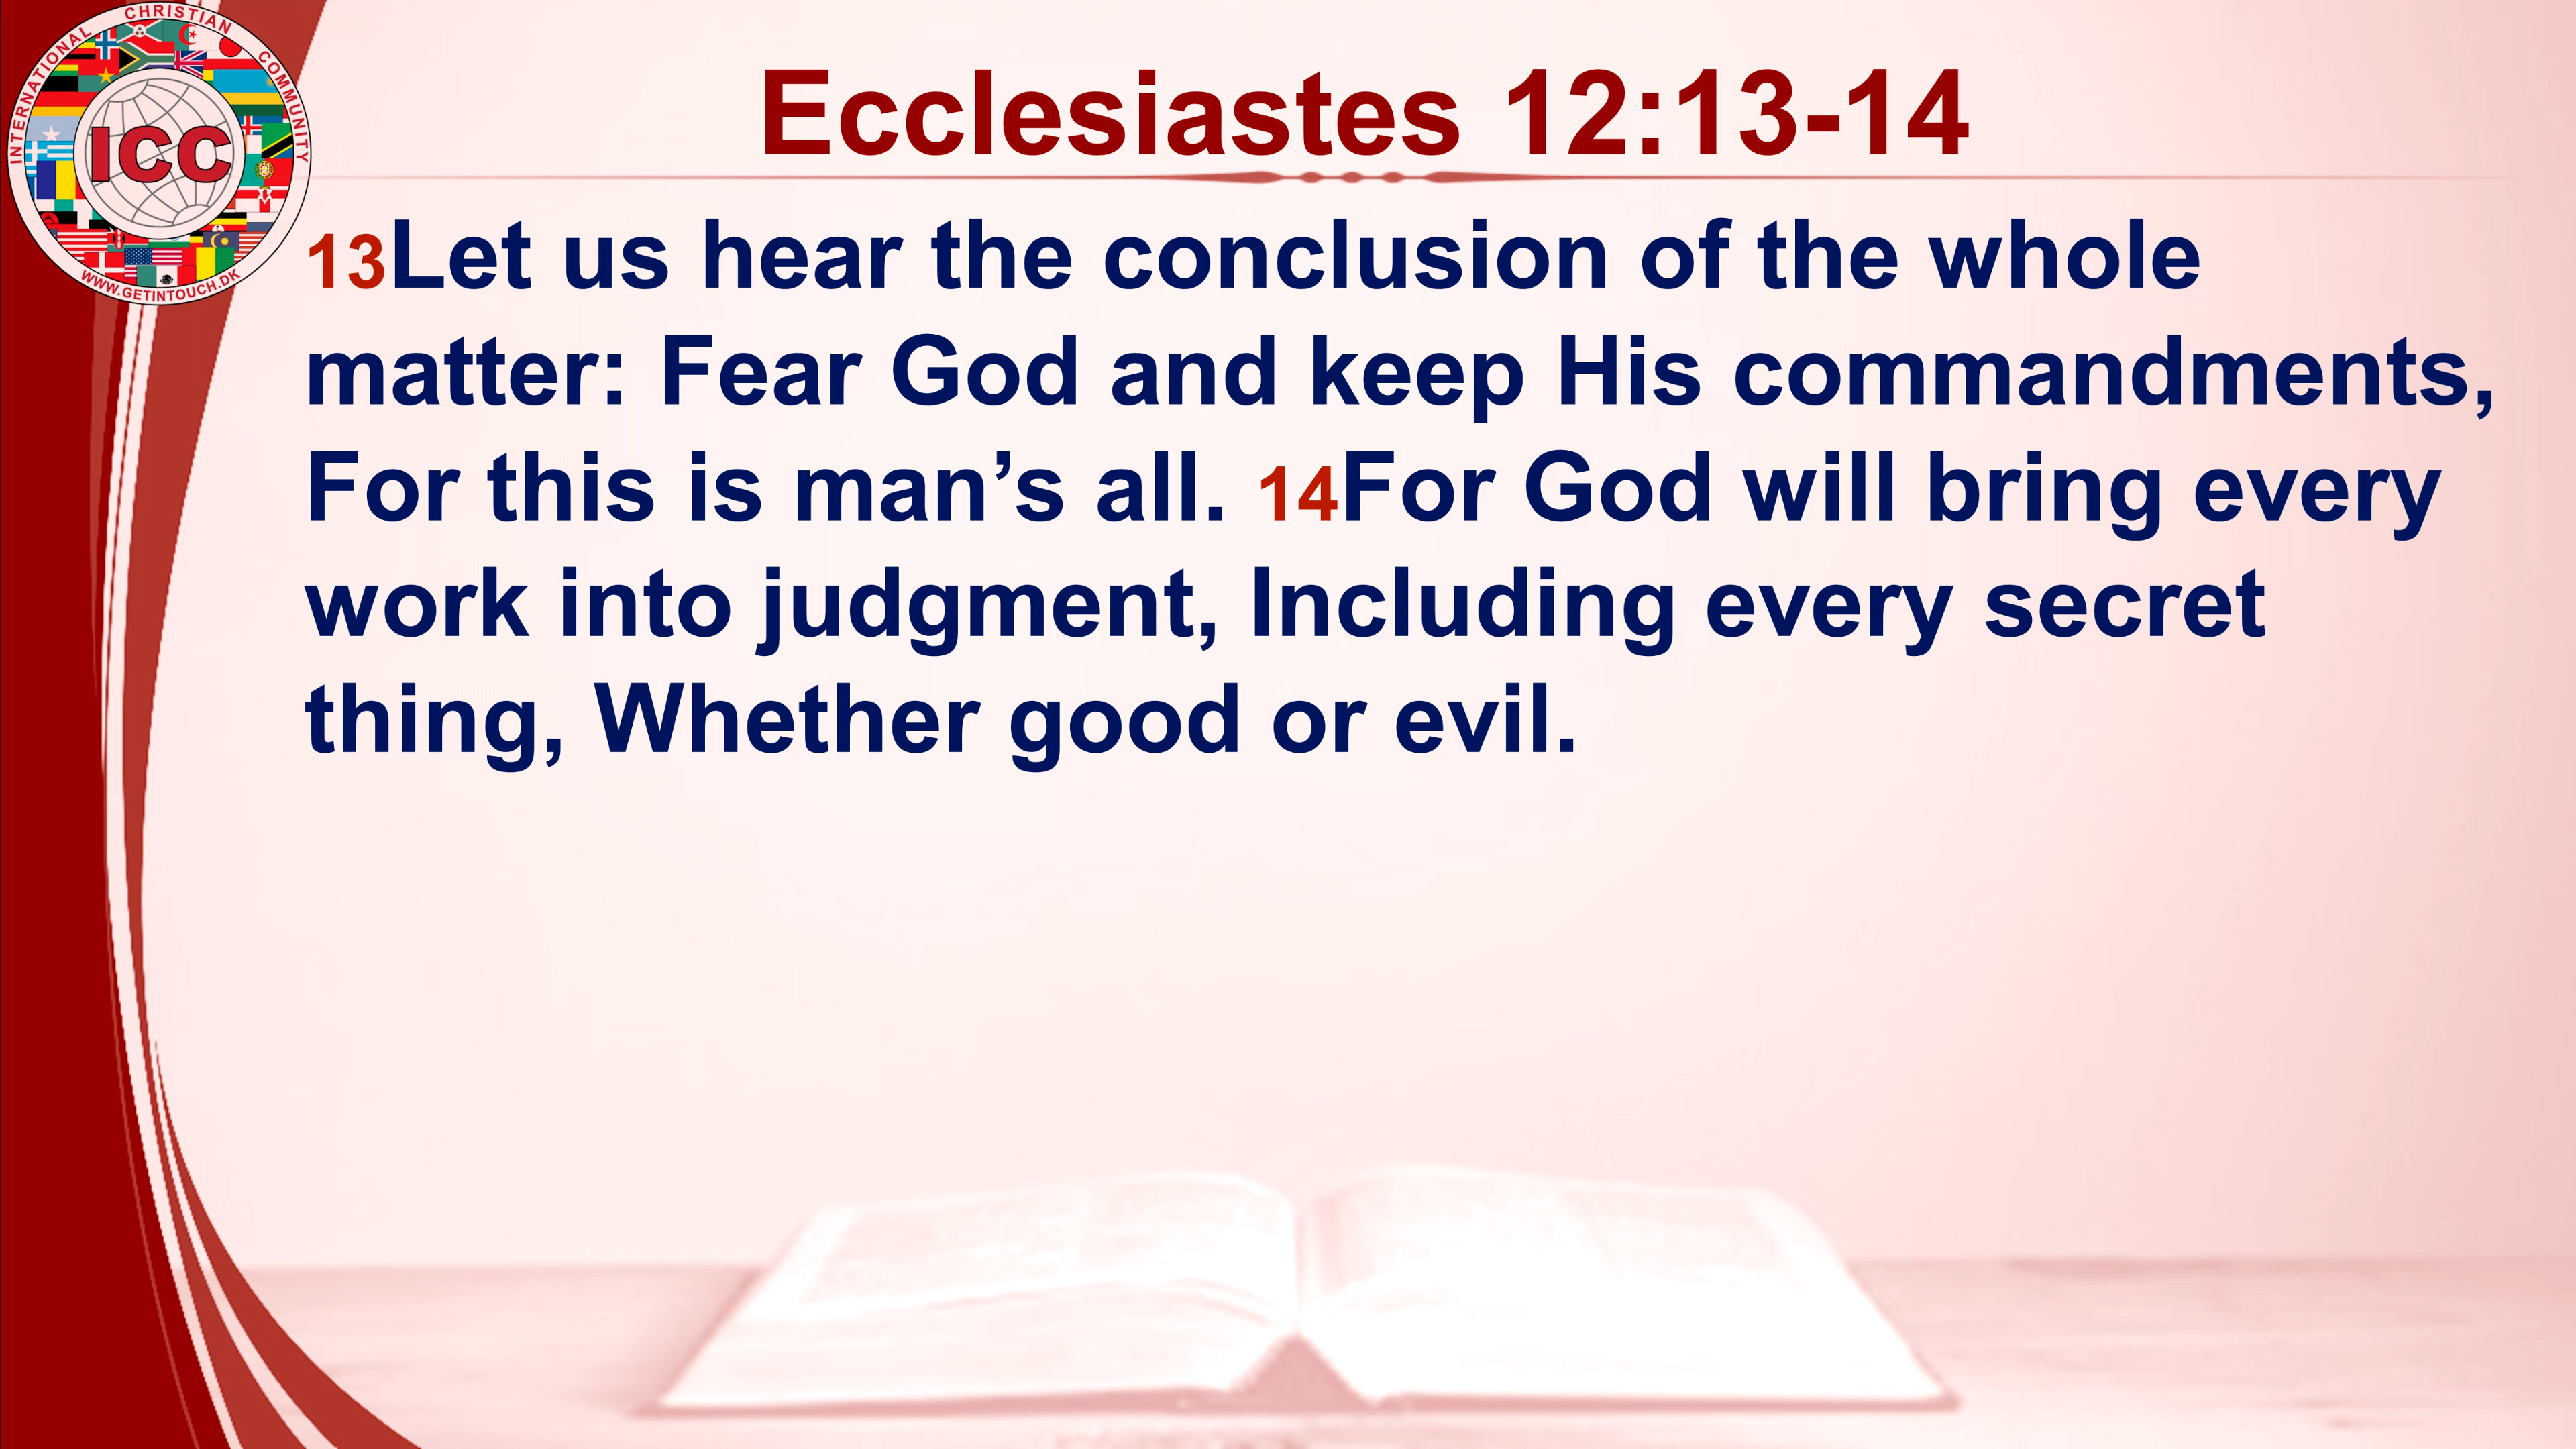 INTERNATIONAL CHRISTIAN COMMUNITY
ICC
WWW.GETINTOUCH.DK
Ecclesiastes 12:13-14
13Let us hear the conclusion of the whole
matter: Fear God and keep His commandments,
For this is man’s all. 14For God will bring every
work into judgment, Including every secret
thing, Whether good or evil.